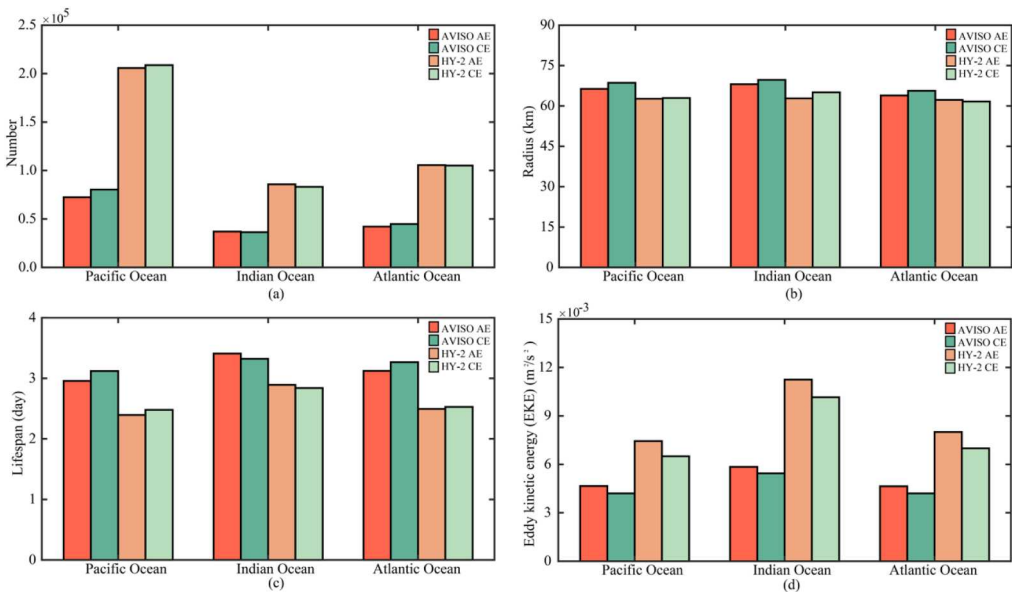 ×10⁵
2.5
2.0
1.5
1.0
0.5
0.0
Number
AVISO AE
AVISO CE
HY-2 AE
HY-2 CE
Pacific Ocean
Indian Ocean
Atlantic Ocean
(a)
90
75
60
45
30
15
0
Radius (km)
AVISO AE
AVISO CE
HY-2 AE
HY-2 CE
Pacific Ocean
Indian Ocean
Atlantic Ocean
(b)
4
3
2
1
0
Lifespan (day)
AVISO AE
AVISO CE
HY-2 AE
HY-2 CE
Pacific Ocean
Indian Ocean
Atlantic Ocean
(c)
×10⁻³
15
12
9
6
3
0
Eddy kinetic energy (EKE) (m²/s²)
AVISO AE
AVISO CE
HY-2 AE
HY-2 CE
Pacific Ocean
Indian Ocean
Atlantic Ocean
(d)